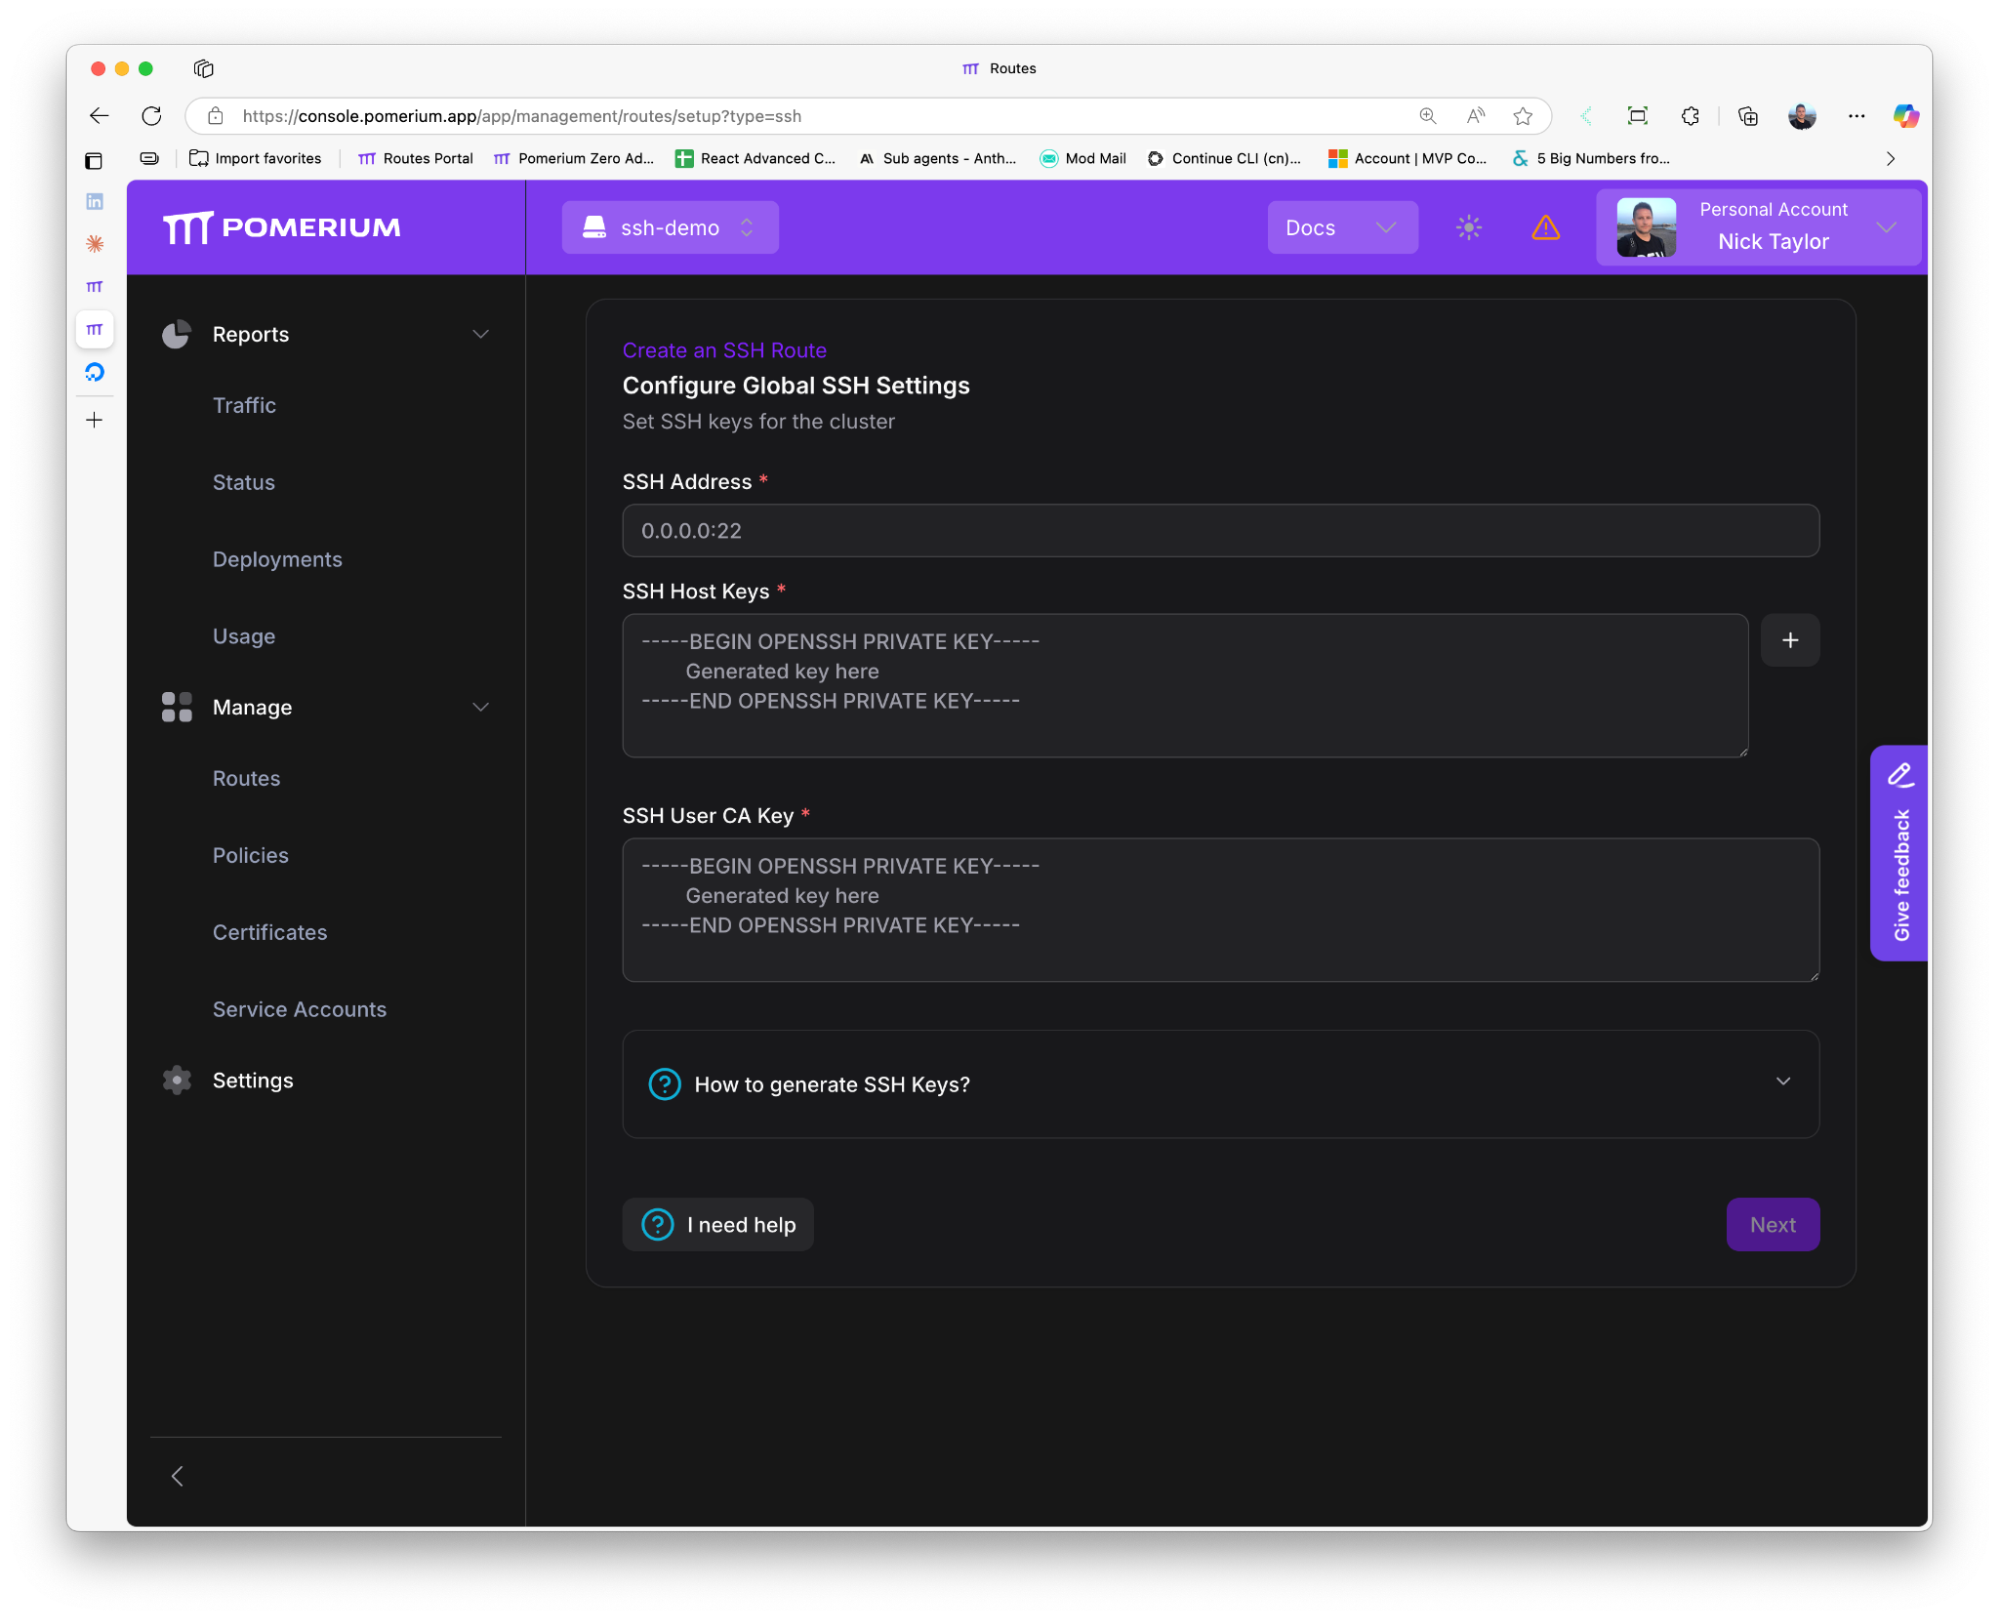 Routes
https://console.pomerium.app/app/management/routes/setup?type=ssh
Import favorites
Routes Portal
Pomerium Zero Ad...
React Advanced C...
Sub agents - Anth...
Mod Mail
Continue CLI (cn)...
Account | MVP Co...
5 Big Numbers fro...
POMERIUM
ssh-demo
Docs
Personal Account
Nick Taylor
Reports
Traffic
Status
Deployments
Usage
Manage
Routes
Policies
Certificates
Service Accounts
Settings
Create an SSH Route
Configure Global SSH Settings
Set SSH keys for the cluster
SSH Address *
0.0.0.0:22
SSH Host Keys *
-----BEGIN OPENSSH PRIVATE KEY-----
Generated key here
-----END OPENSSH PRIVATE KEY-----
SSH User CA Key *
-----BEGIN OPENSSH PRIVATE KEY-----
Generated key here
-----END OPENSSH PRIVATE KEY-----
How to generate SSH Keys?
I need help
Next
Give feedback